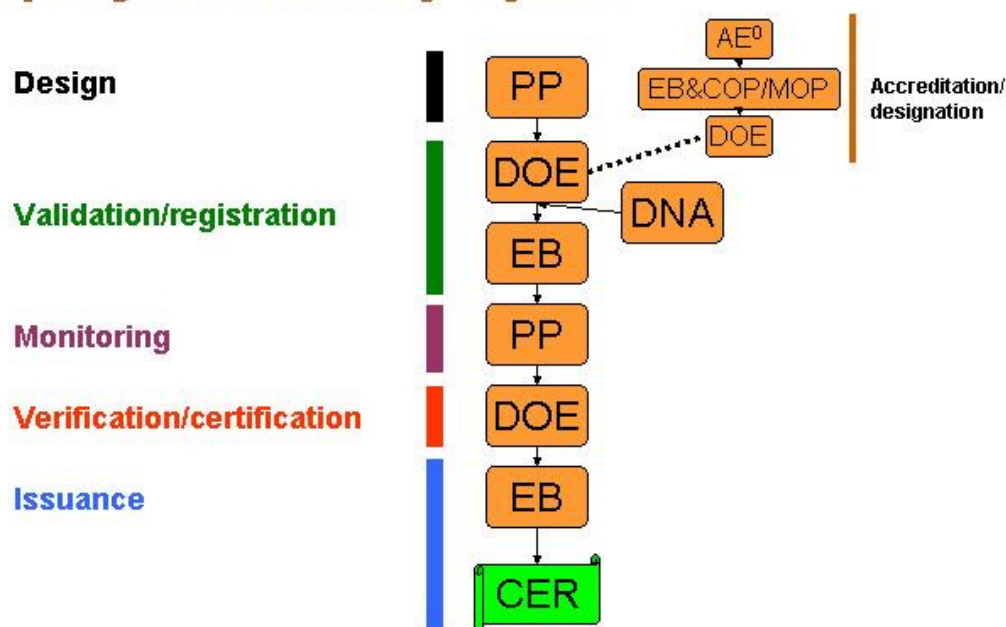 AE⁰
Design
PP
EB&COP/MOP
Accreditation/
designation
DOE
DOE
Validation/registration
DNA
EB
Monitoring
PP
Verification/certification
DOE
Issuance
EB
CER